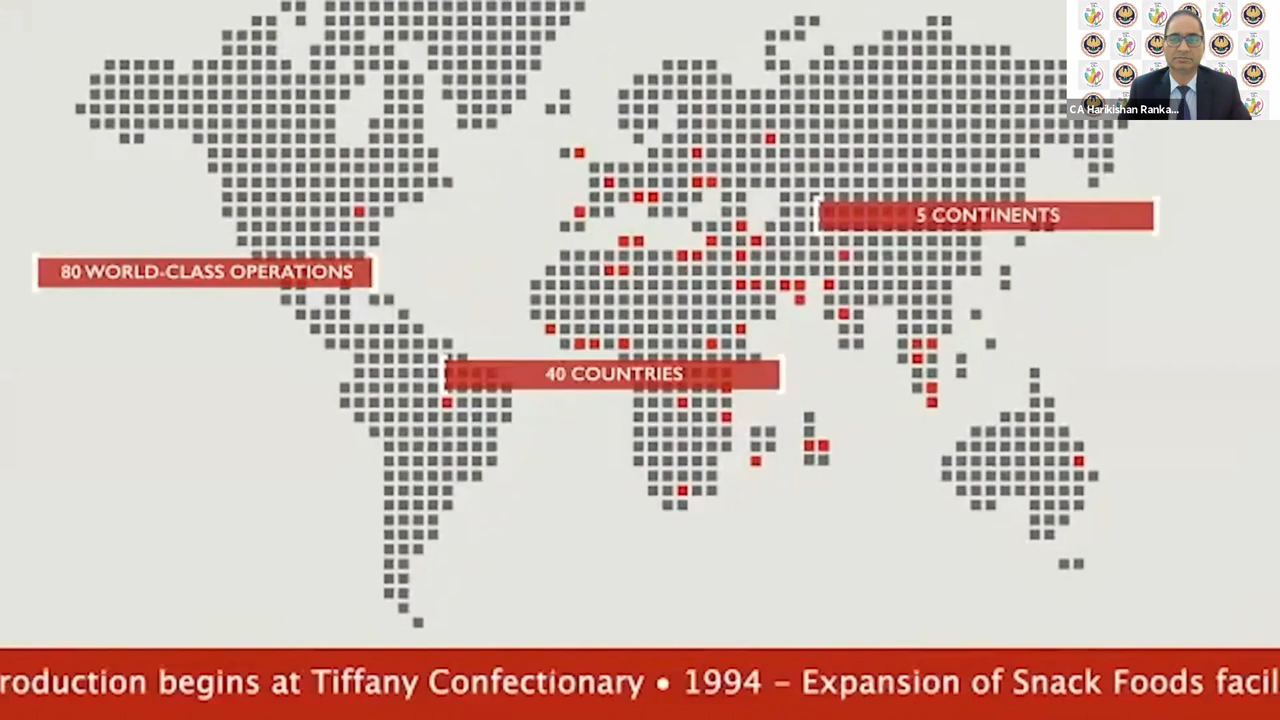 CA Harikishan Ranka...
5 CONTINENTS
80 WORLD-CLASS OPERATIONS
40 COUNTRIES
roduction begins at Tiffany Confectionary • 1994 – Expansion of Snack Foods facil